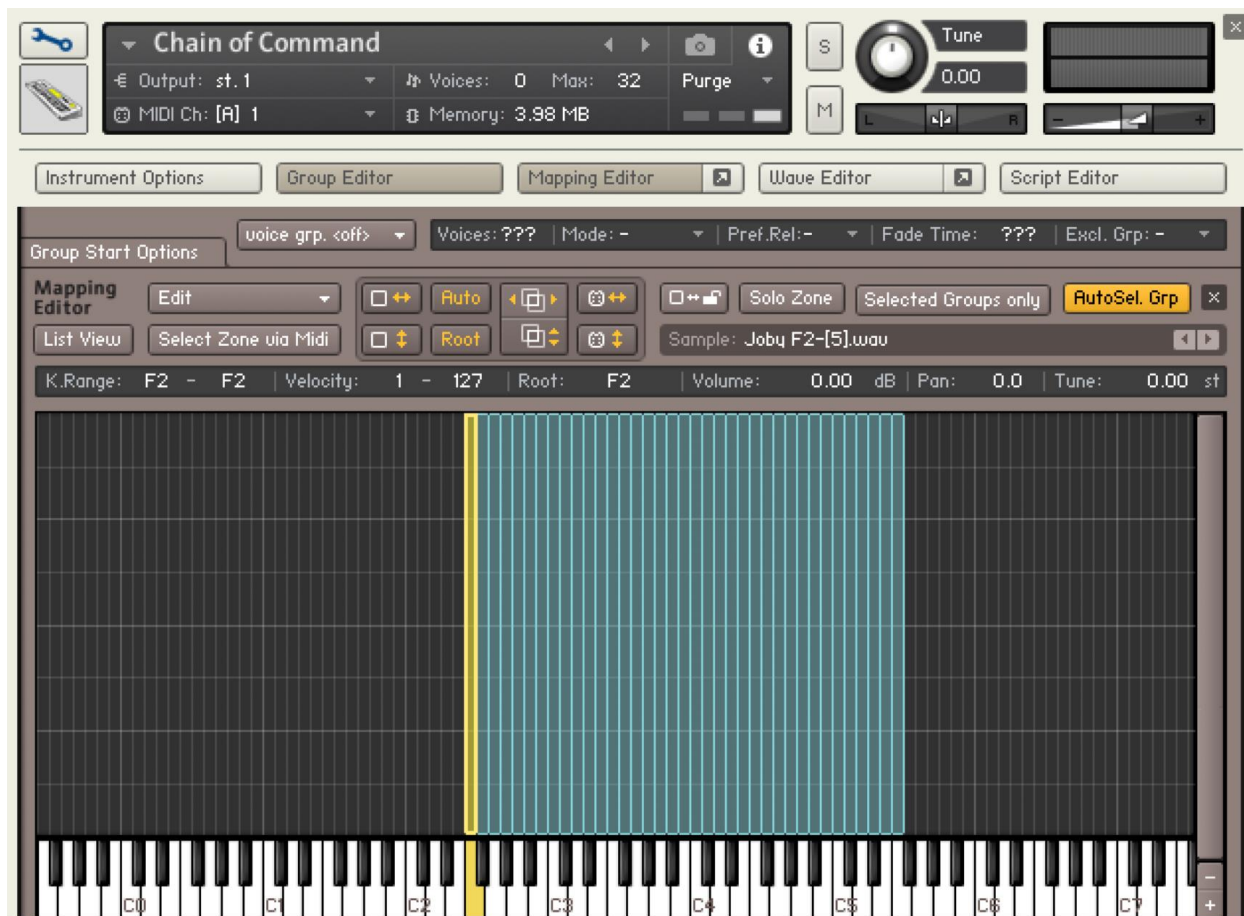 Chain of Command
Output: st. 1
Voices: 0 Max: 32
Purge
MIDI Ch: [A] 1
Memory: 3.98 MB
S
M
Tune
0.00
L
R
- +
Instrument Options
Group Editor
Mapping Editor
Wave Editor
Script Editor
Group Start Options
voice grp. <off>
Voices: ??? | Mode: - | Pref.Rel:- | Fade Time: ??? | Excl. Grp: -
Mapping Editor
Edit
Auto
Solo Zone
Selected Groups only
AutoSel. Grp
List View
Select Zone via Midi
Root
Sample: Joby F2-[5].wav
K.Range: F2 - F2 | Velocity: 1 - 127 | Root: F2 | Volume: 0.00 dB | Pan: 0.0 | Tune: 0.00 st
C0 C1 C2 C3 C4 C5 C6 C7
-
+